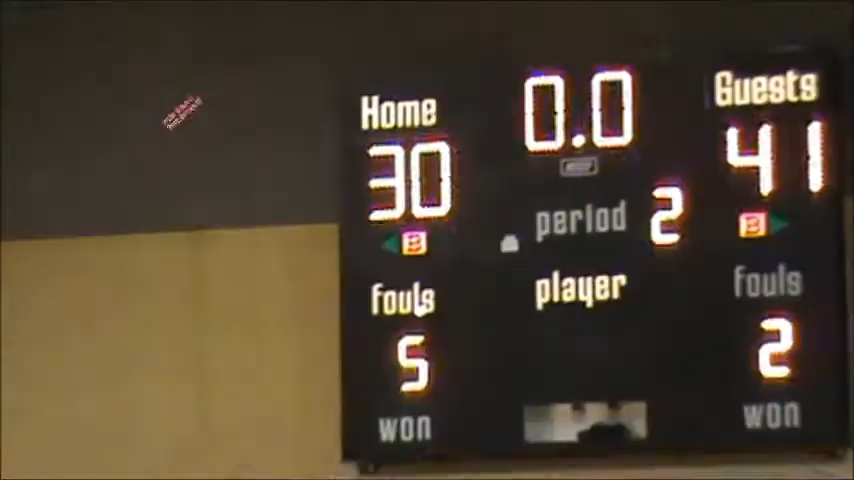 Home
0.0
Guests
30
41
period
2
B
B
fouls
player
fouls
5
2
won
won